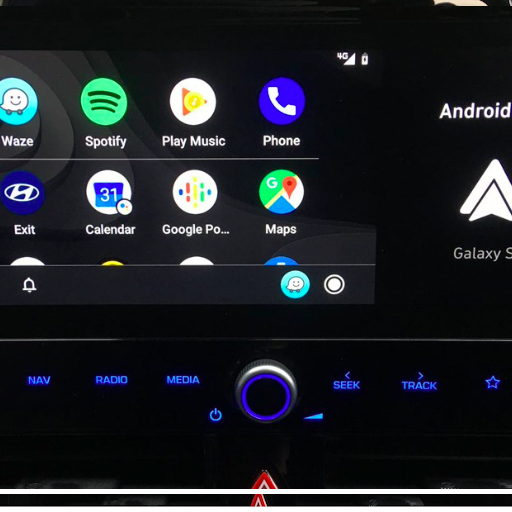 4G
Android
Waze Spotify Play Music Phone
31
G
Exit Calendar Google Po... Maps
Galaxy S
NAV RADIO MEDIA < SEEK > TRACK